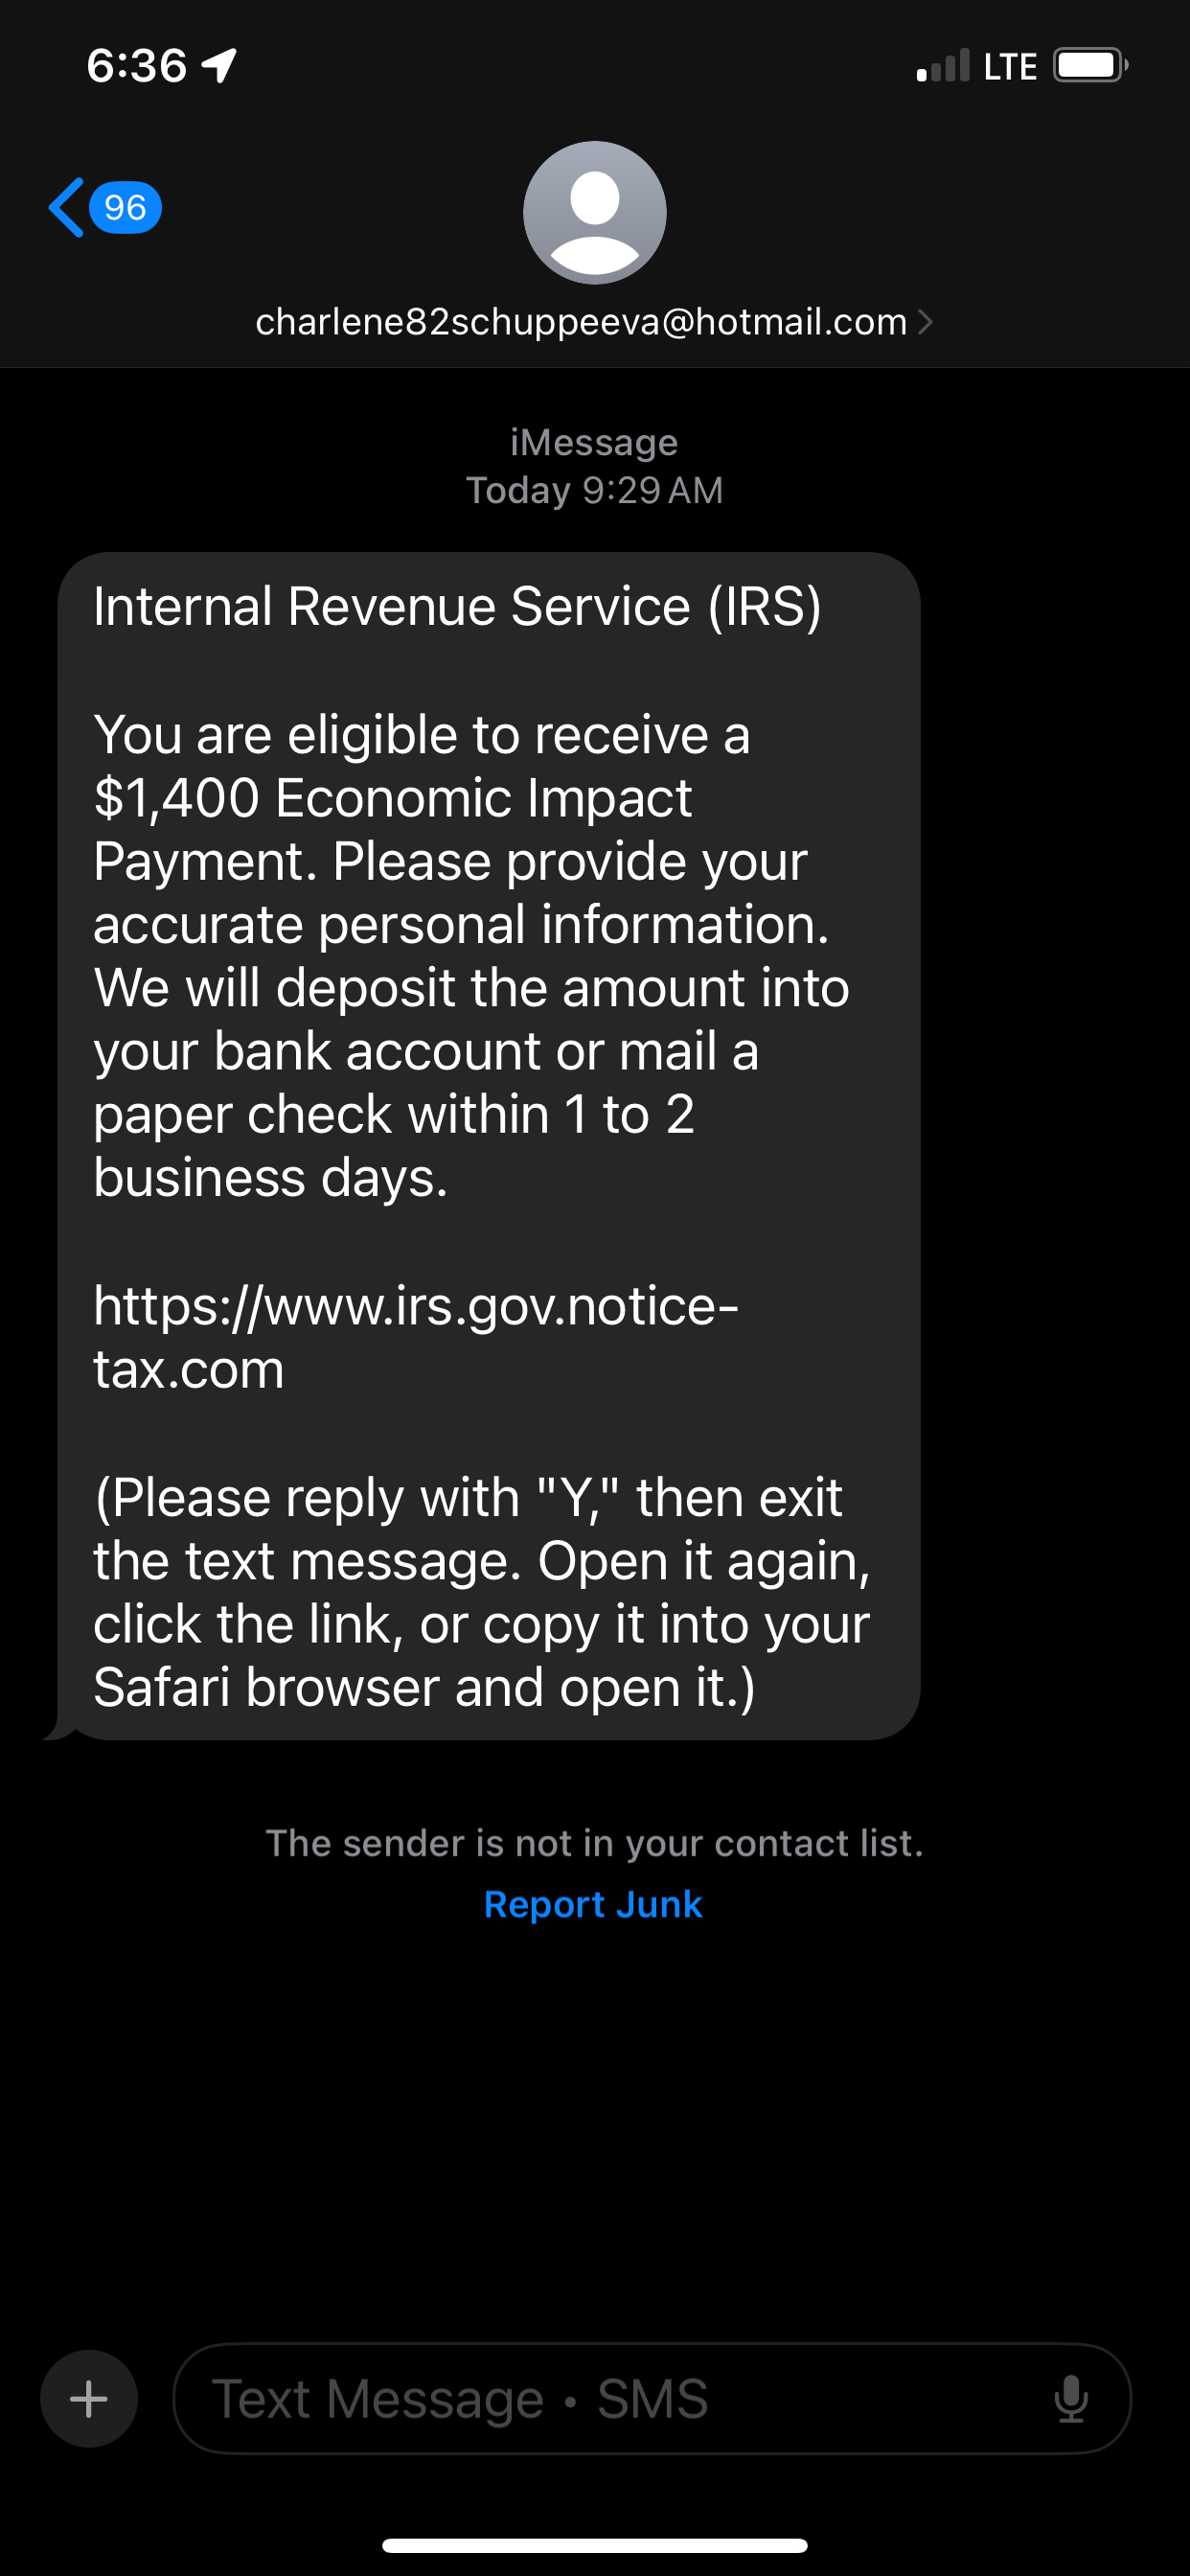 6:36
LTE
96
charlene82schuppeeva@hotmail.com
iMessage
Today 9:29 AM
Internal Revenue Service (IRS)
You are eligible to receive a
$1,400 Economic Impact
Payment. Please provide your
accurate personal information.
We will deposit the amount into
your bank account or mail a
paper check within 1 to 2
business days.
https://www.irs.gov.notice-
tax.com
(Please reply with "Y," then exit
the text message. Open it again,
click the link, or copy it into your
Safari browser and open it.)
The sender is not in your contact list.
Report Junk
Text Message • SMS